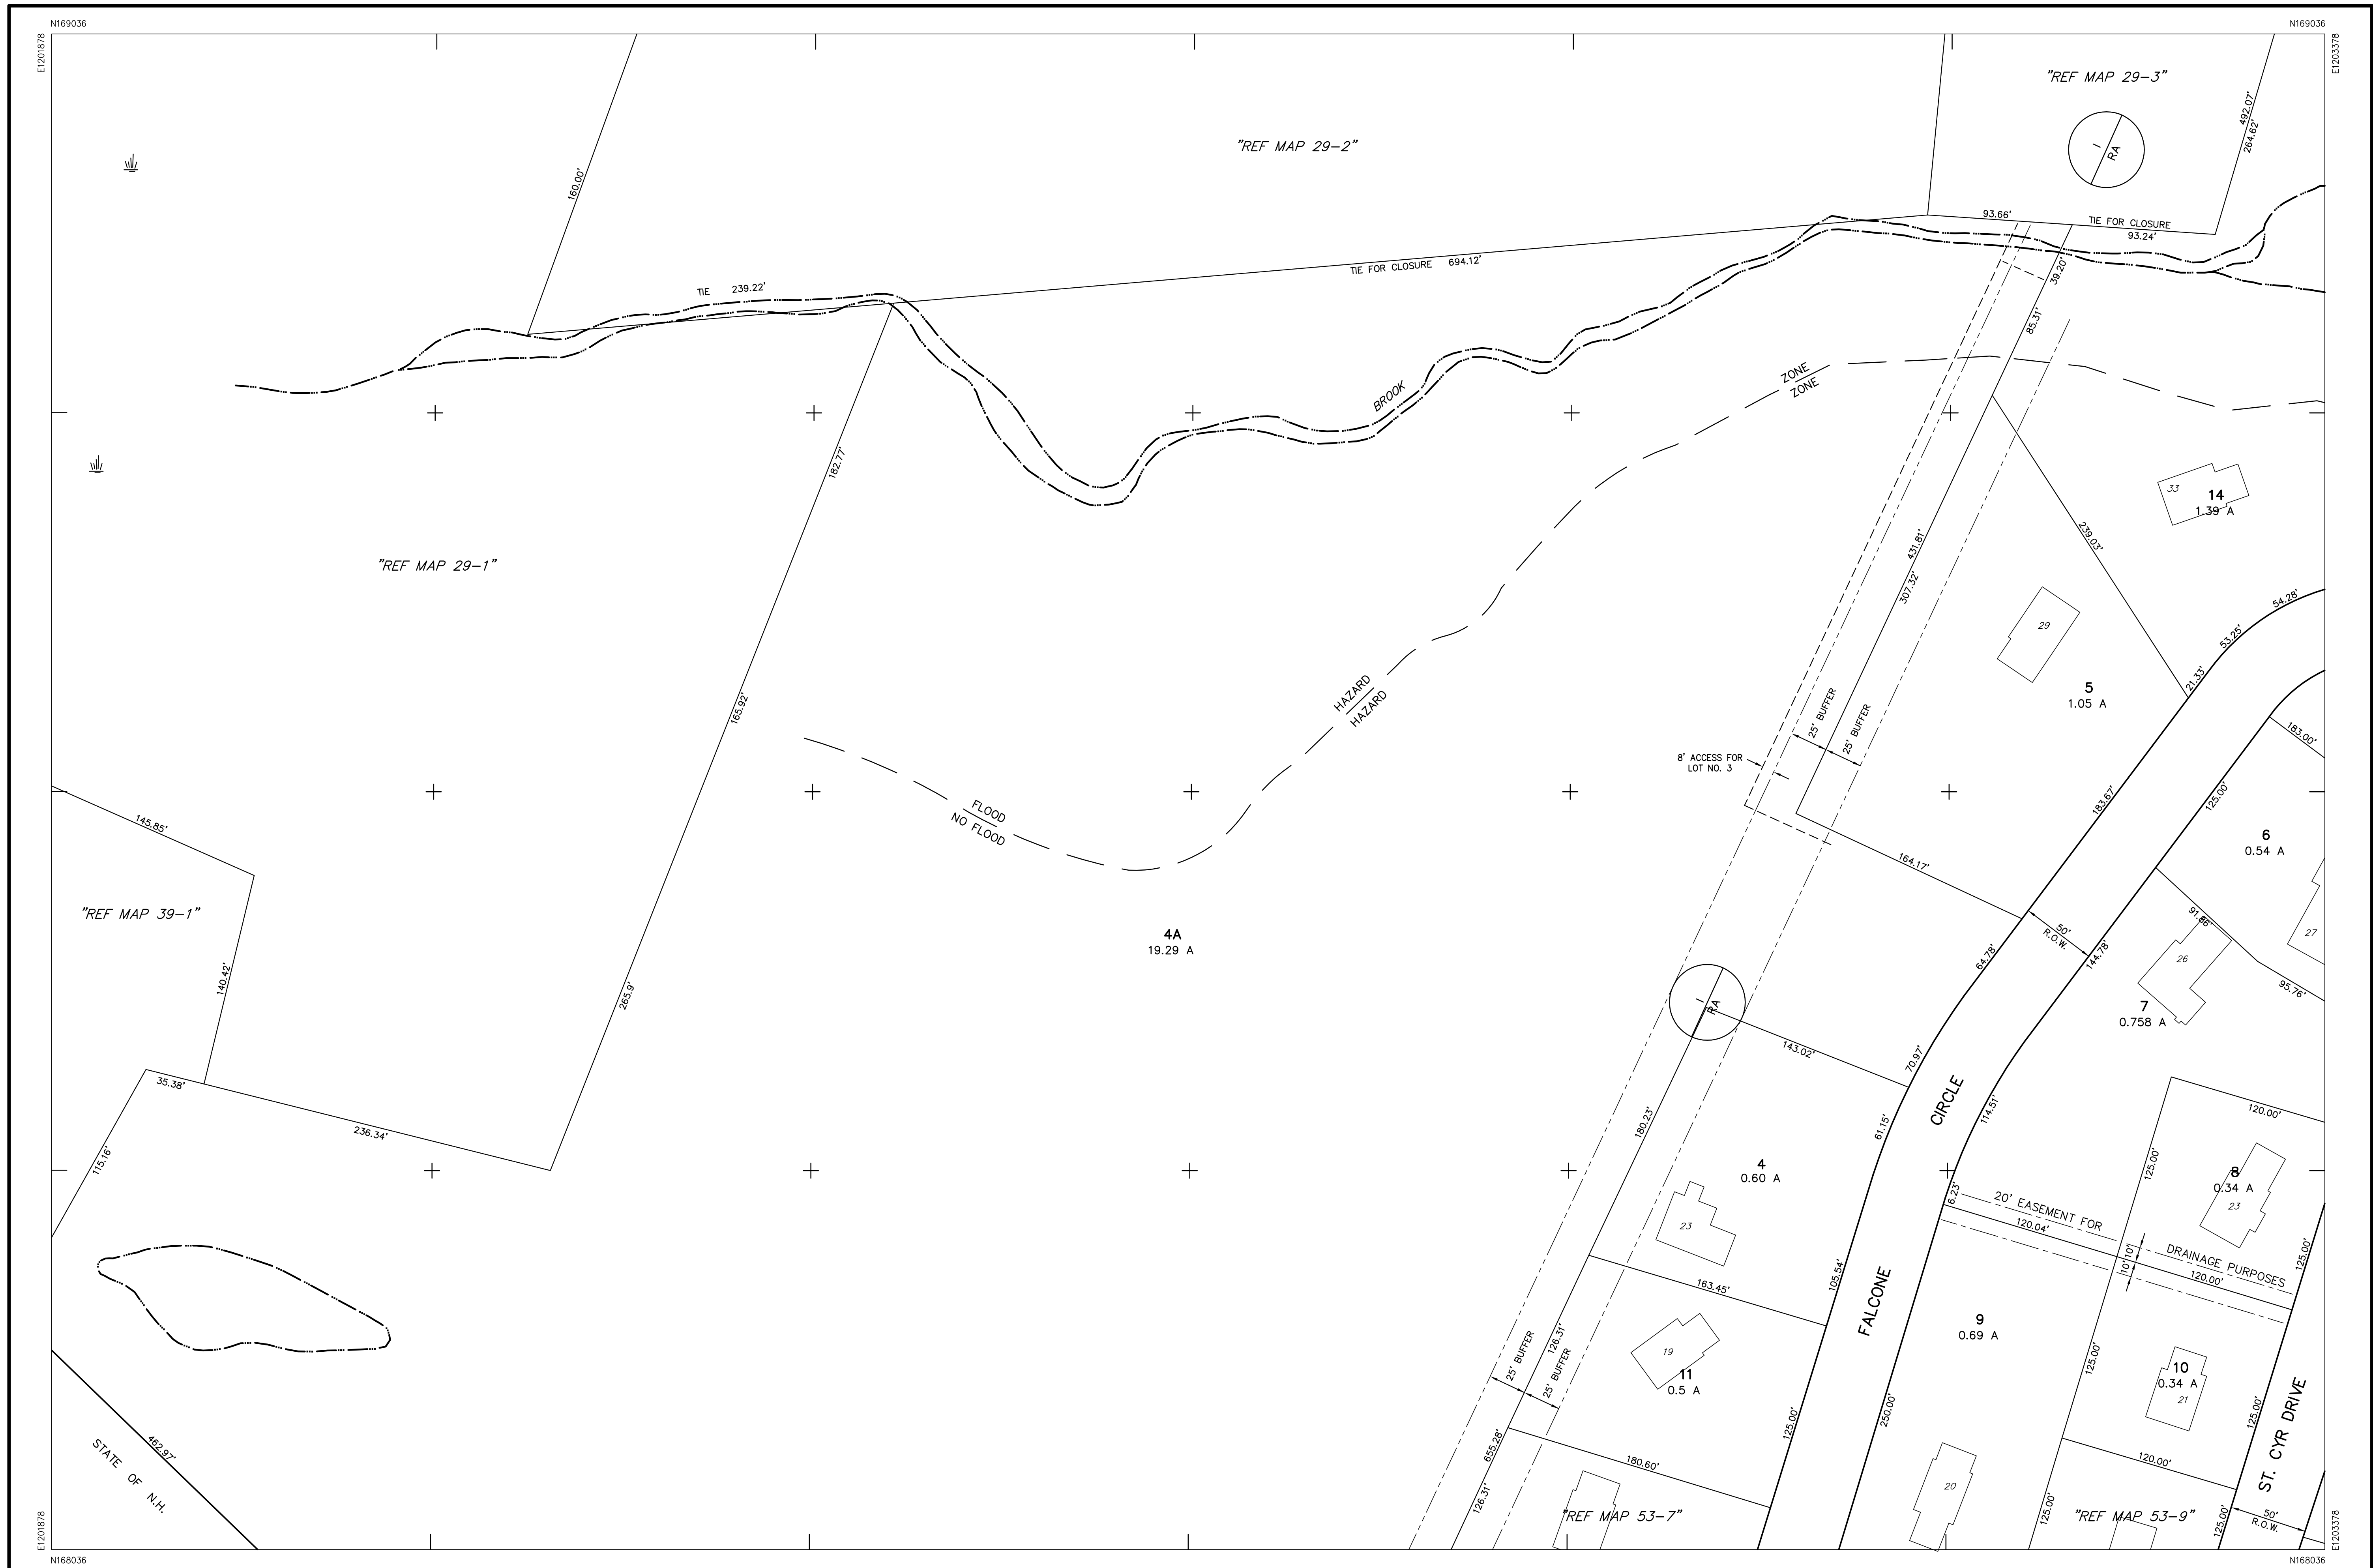 N169036
N169036
E1201878
E1203378
"REF MAP 29-3"
492.07'
264.62'
"REF MAP 29-2"
I
RA
160.00'
93.66'
TIE FOR CLOSURE
93.24'
TIE FOR CLOSURE 694.12'
TIE 239.22'
39.20'
85.31'
ZONE
ZONE
BROOK
182.77'
33
14
1.39 A
239.03'
431.81'
307.32'
"REF MAP 29-1"
54.28'
53.25'
21.33'
29
5
1.05 A
165.92'
HAZARD
HAZARD
25' BUFFER
25' BUFFER
183.00'
8' ACCESS FOR
LOT NO. 3
183.67'
125.00'
FLOOD
NO FLOOD
145.85'
6
0.54 A
164.17'
"REF MAP 39-1"
91.86'
27
50'
R.O.W.
4A
19.29 A
64.78'
144.78'
26
140.42'
265.9'
95.76'
I
RA
7
0.758 A
143.02'
70.97'
35.38'
CIRCLE
114.51'
120.00'
180.23'
61.15'
236.34'
115.16'
125.00'
4
0.60 A
8
0.34 A
23
6.23'
20' EASEMENT FOR
120.04'
23
10'
10'
DRAINAGE PURPOSES
120.00'
125.00'
163.45'
105.54'
FALCONE
9
0.69 A
126.31'
25' BUFFER
25' BUFFER
19
11
0.5 A
125.00'
10
0.34 A
21
125.00'
250.00'
125.00'
ST. CYR DRIVE
462.97'
STATE OF N.H.
655.28'
180.60'
120.00'
126.31'
20
"REF MAP 53-7"
125.00'
"REF MAP 53-9"
125.00'
50'
R.O.W.
E1201878
E1203378
N168036
N168036